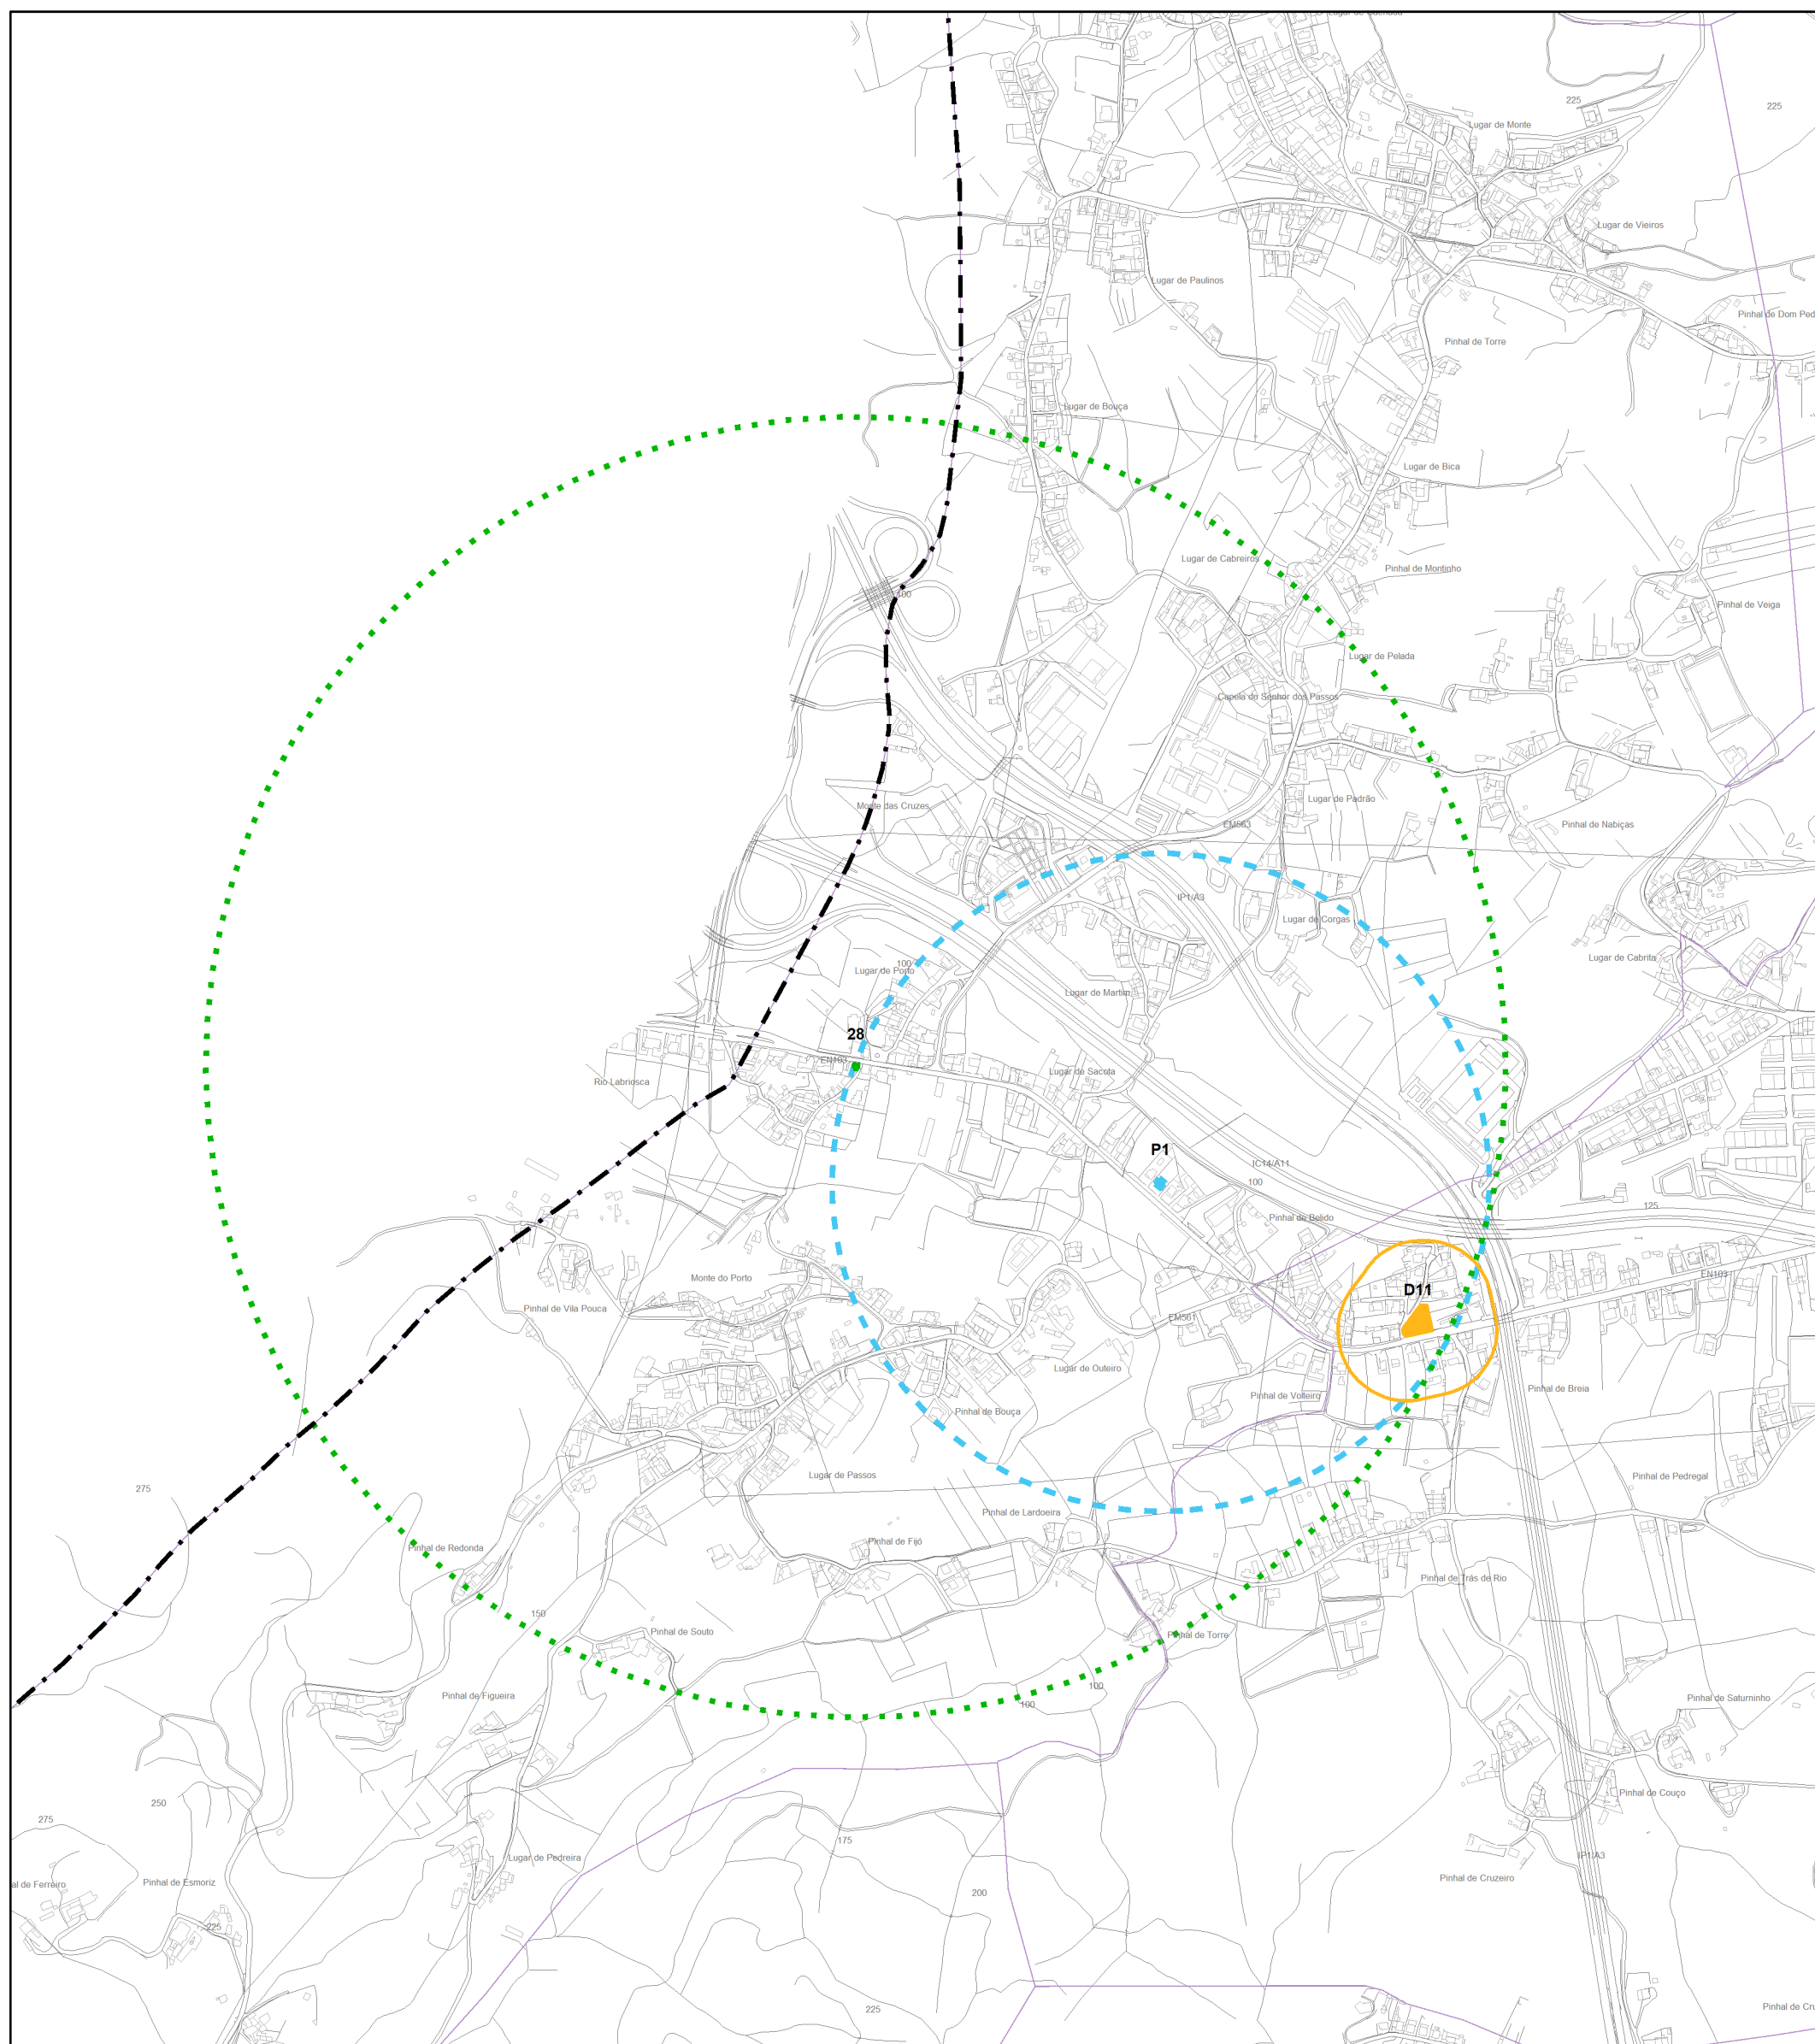 225
225
Lugar de Monte
Lugar de Vieiros
Lugar de Paulinos
Pinhal de Dom Ped
Pinhal de Torre
Lugar de Bouça
Lugar de Bica
Lugar de Cabreiros
Pinhal de Montinho
100
Pinhal de Veiga
Lugar de Pelada
Capela do Senhor dos Passos
Lugar de Padrão
Monte das Cruzes
EM563
Pinhal de Nabiças
IP1/A3
Lugar de Corgas
Lugar de Cabrita
100
Lugar de Porto
Lugar de Martim
28
EN103
Lugar de Sacota
Rio Labriosca
P1
IC14/A11
100
125
Pinhal de Belido
Monte do Porto
EN103
D11
Pinhal de Vila Pouca
EM561
Lugar de Outeiro
Pinhal de Breia
Pinhal de Volteiro
Pinhal de Bouça
Lugar de Passos
Pinhal de Pedregal
275
Pinhal de Lardoeira
Pinhal de Fijó
Pinhal de Redonda
Pinhal de Trás de Rio
150
Pinhal de Souto
Pinhal de Torre
100
Pinhal de Figueira
100
Pinhal de Saturninho
Pinhal de Couço
250
275
175
Lugar de Pedreira
IP1/A3
Pinhal de Cruzeiro
al de Ferreiro
Pinhal de Esmoriz
200
225
225
Pinhal de Cru